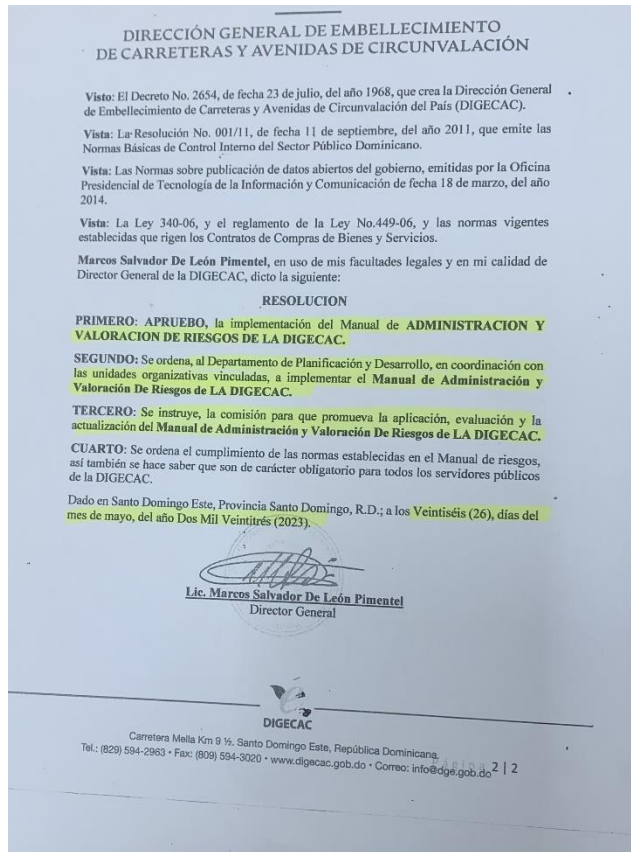 DIRECCIÓN GENERAL DE EMBELLECIMIENTO
DE CARRETERAS Y AVENIDAS DE CIRCUNVALACIÓN
Visto: El Decreto No. 2654, de fecha 23 de julio, del año 1968, que crea la Dirección General
de Embellecimiento de Carreteras y Avenidas de Circunvalación del País (DIGECAC).
Vista: La Resolución No. 001/11, de fecha 11 de septiembre, del año 2011, que emite las
Normas Básicas de Control Interno del Sector Público Dominicano.
Vista: Las Normas sobre publicación de datos abiertos del gobierno, emitidas por la Oficina
Presidencial de Tecnología de la Información y Comunicación de fecha 18 de marzo, del año
2014.
Vista: La Ley 340-06, y el reglamento de la Ley No.449-06, y las normas vigentes
establecidas que rigen los Contratos de Compras de Bienes y Servicios.
Marcos Salvador De León Pimentel, en uso de mis facultades legales y en mi calidad de
Director General de la DIGECAC, dicto la siguiente:
RESOLUCION
PRIMERO: APRUEBO, la implementación del Manual de ADMINISTRACION Y
VALORACION DE RIESGOS DE LA DIGECAC.
SEGUNDO: Se ordena, al Departamento de Planificación y Desarrollo, en coordinación con
las unidades organizativas vinculadas, a implementar el Manual de Administración y
Valoración De Riesgos de LA DIGECAC.
TERCERO: Se instruye, la comisión para que promueva la aplicación, evaluación y la
actualización del Manual de Administración y Valoración De Riesgos de LA DIGECAC.
CUARTO: Se ordena el cumplimiento de las normas establecidas en el Manual de riesgos,
así también se hace saber que son de carácter obligatorio para todos los servidores públicos
de la DIGECAC.
Dado en Santo Domingo Este, Provincia Santo Domingo, R.D.; a los Veintiséis (26), días del
mes de mayo, del año Dos Mil Veintitrés (2023).
Lic. Marcos Salvador De León Pimentel
Director General
DIGECAC
Carretera Mella Km 9 ½. Santo Domingo Este, República Dominicana.
Tel.: (829) 594-2963 • Fax: (809) 594-3020 • www.digecac.gob.do • Correo: info@dge.gob.do
Página 2 | 2